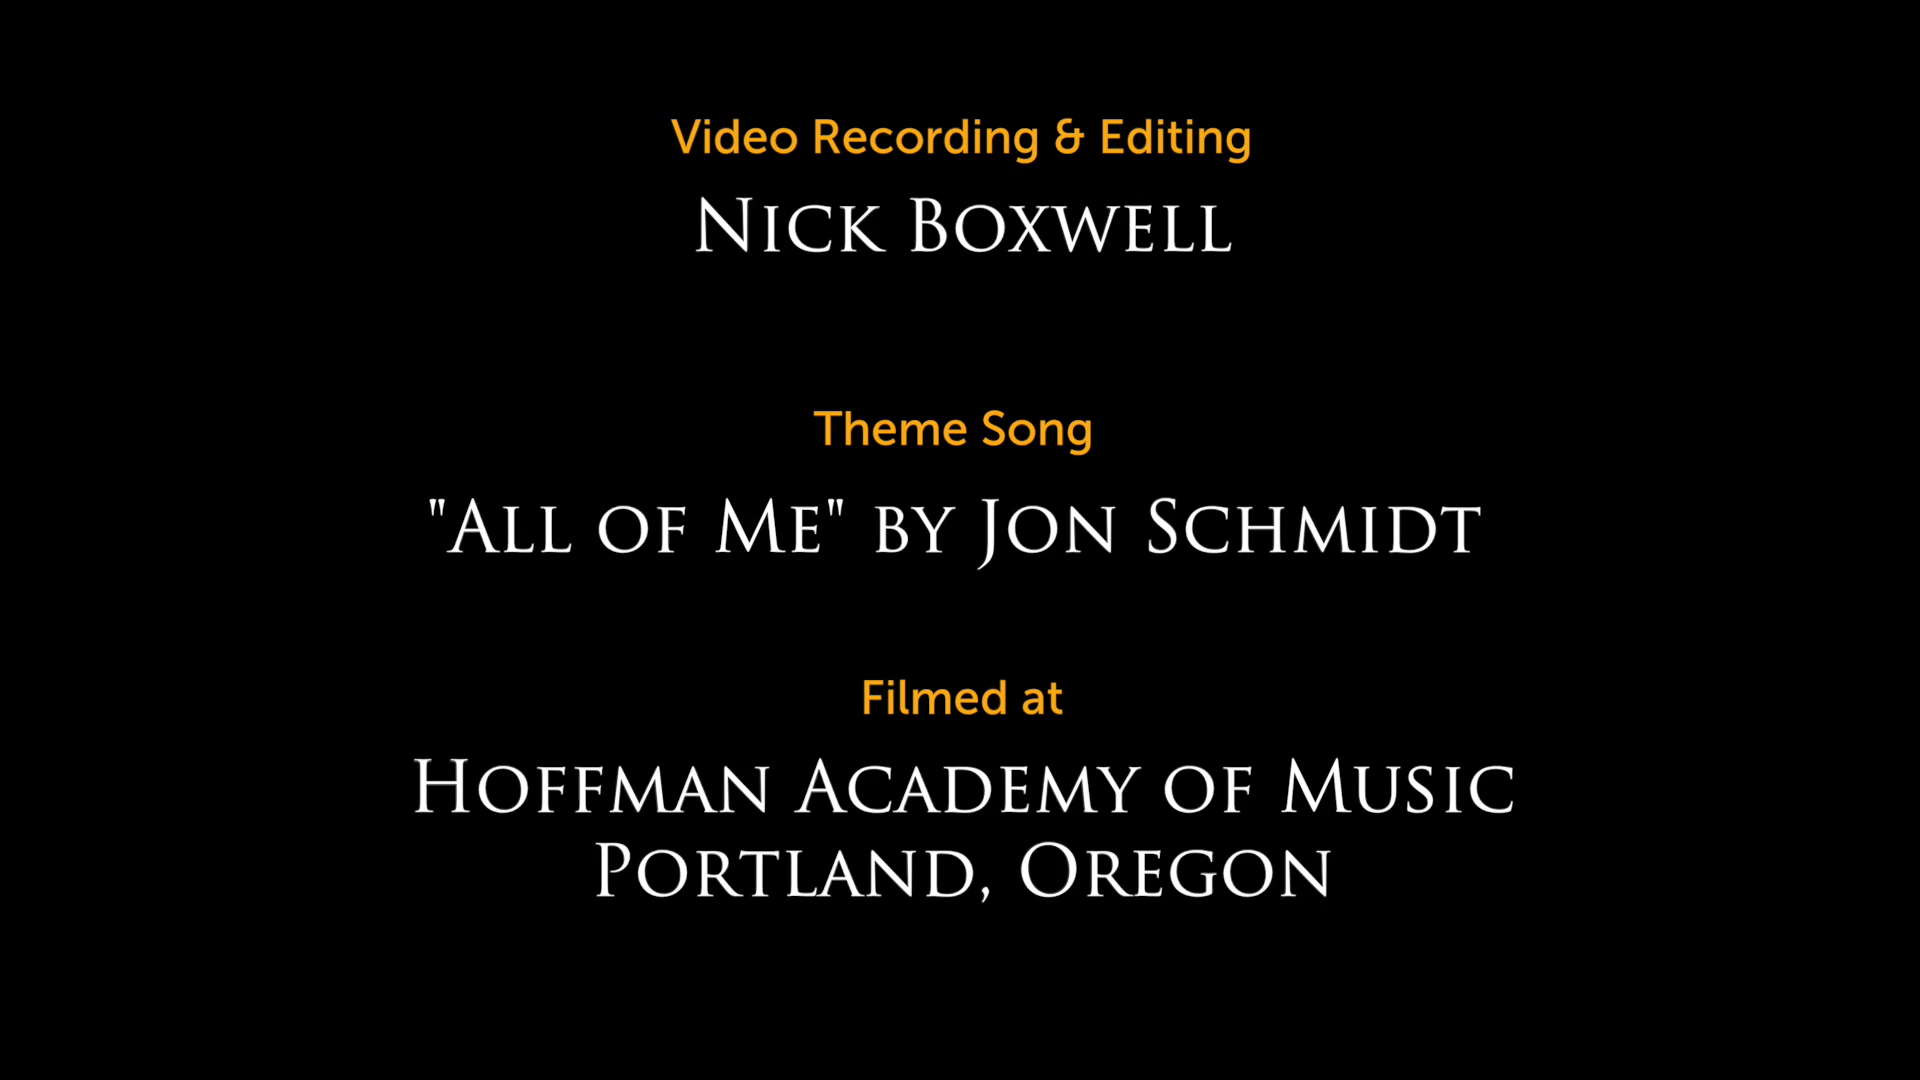 Video Recording & Editing
Nick Boxwell
Theme Song
"All of Me" by Jon Schmidt
Filmed at
Hoffman Academy of Music
Portland, Oregon